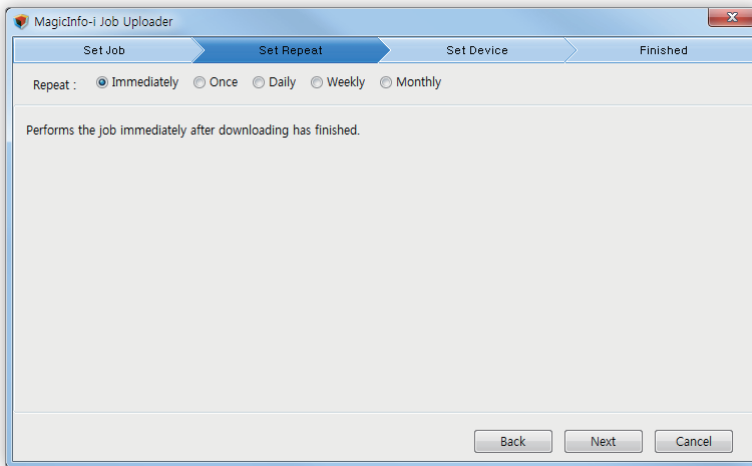 MagicInfo-i Job Uploader
Set Job Set Repeat Set Device Finished
Repeat : Immediately Once Daily Weekly Monthly
Performs the job immediately after downloading has finished.
Back Next Cancel